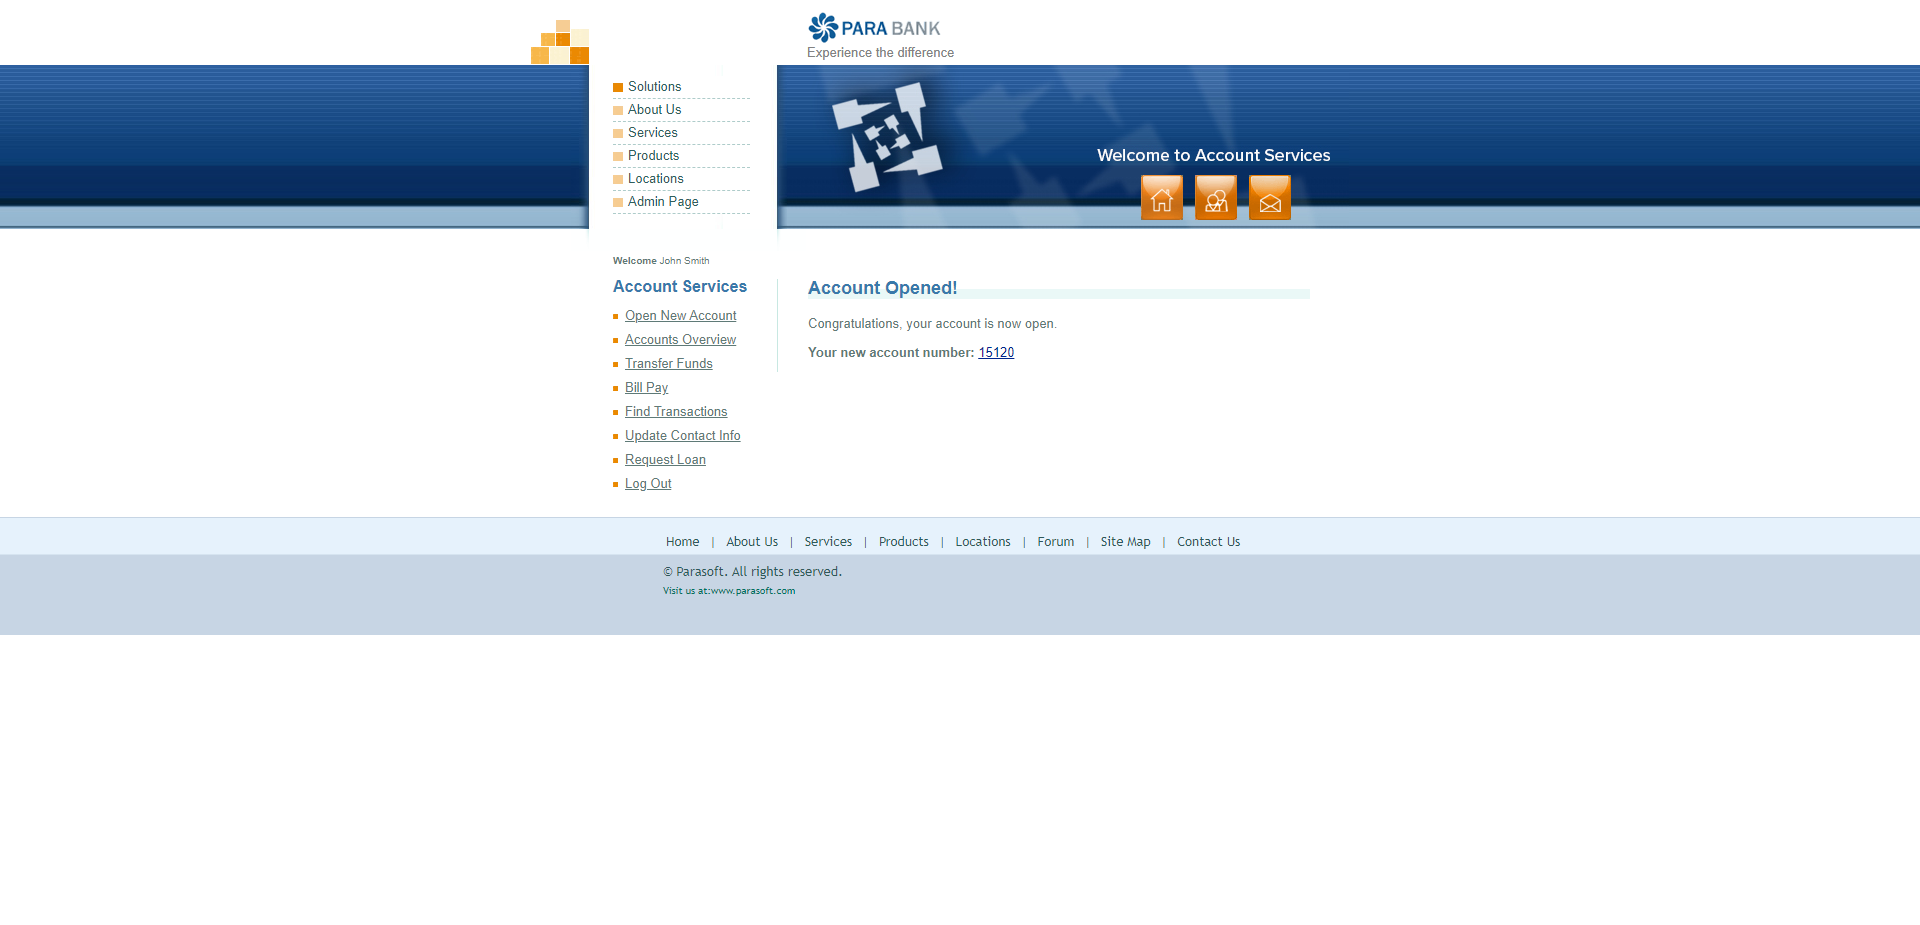 PARA BANK
Experience the difference
Solutions
About Us
Services
Products
Locations
Admin Page
Welcome to Account Services
Welcome John Smith
Account Services
Open New Account
Accounts Overview
Transfer Funds
Bill Pay
Find Transactions
Update Contact Info
Request Loan
Log Out
Account Opened!
Congratulations, your account is now open.
Your new account number: 15120
Home | About Us | Services | Products | Locations | Forum | Site Map | Contact Us
© Parasoft. All rights reserved.
Visit us at:www.parasoft.com